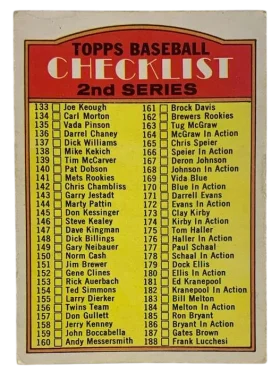 TOPPS BASEBALL
CHECKLIST
2nd SERIES
133 Joe Keough
134 Carl Morton
135 Vada Pinson
136 Darrel Chaney
137 Dick Williams
138 Mike Kekich
139 Tim McCarver
140 Pat Dobson
141 Mets Rookies
142 Chris Chambliss
143 Garry Jestadt
144 Marty Pattin
145 Don Kessinger
146 Steve Kealey
147 Dave Kingman
148 Dick Billings
149 Gary Neibauer
150 Norm Cash
151 Jim Brewer
152 Gene Clines
153 Rick Auerbach
154 Ted Simmons
155 Larry Dierker
156 Twins Team
157 Don Gullett
158 Jerry Kenney
159 John Boccabella
160 Andy Messersmith
161 Brock Davis
162 Brewers Rookies
163 Tug McGraw
164 McGraw In Action
165 Chris Speier
166 Speier In Action
167 Deron Johnson
168 Johnson In Action
169 Vida Blue
170 Blue In Action
171 Darrell Evans
172 Evans In Action
173 Clay Kirby
174 Kirby In Action
175 Tom Haller
176 Haller In Action
177 Paul Schaal
178 Schaal In Action
179 Dock Ellis
180 Ellis In Action
181 Ed Kranepool
182 Kranepool In Action
183 Bill Melton
184 Melton In Action
185 Ron Bryant
186 Bryant In Action
187 Gates Brown
188 Frank Lucchesi